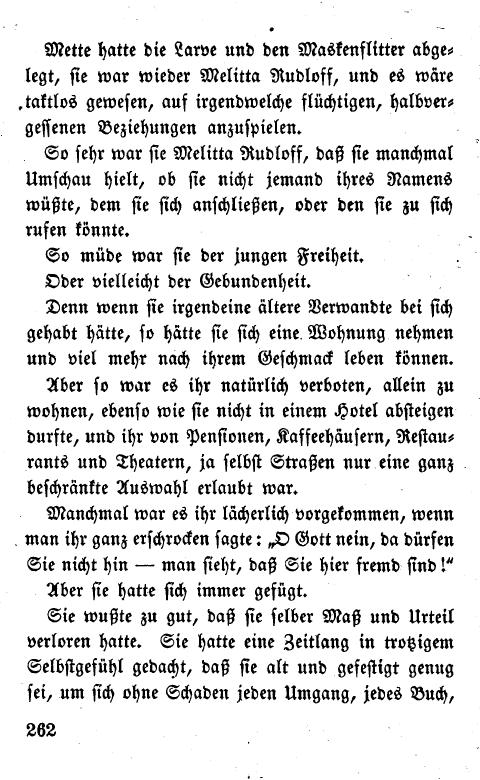 Mette hatte die Larve und den Maskenflitter abge-
legt, sie war wieder Melitta Rudloff, und es wäre
taktlos gewesen, auf irgendwelche flüchtigen, halbver-
gessenen Beziehungen anzuspielen.
So sehr war sie Melitta Rudloff, daß sie manchmal
Umschau hielt, ob sie nicht jemand ihres Namens
wüßte, dem sie sich anschließen, oder den sie zu sich
rufen könnte.
So müde war sie der jungen Freiheit.
Oder vielleicht der Gebundenheit.
Denn wenn sie irgendeine ältere Verwandte bei sich
gehabt hätte, so hätte sie sich eine Wohnung nehmen
und viel mehr nach ihrem Geschmack leben können.
Aber so war es ihr natürlich verboten, allein zu
wohnen, ebenso wie sie nicht in einem Hotel absteigen
durfte, und ihr von Pensionen, Kaffeehäusern, Restau-
rants und Theatern, ja selbst Straßen nur eine ganz
beschränkte Auswahl erlaubt war.
Manchmal war es ihr lächerlich vorgekommen, wenn
man ihr ganz erschrocken sagte: „O Gott nein, da dürfen
Sie nicht hin — man sieht, daß Sie hier fremd sind!"
Aber sie hatte sich immer gefügt.
Sie wußte zu gut, daß sie selber Maß und Urteil
verloren hatte. Sie hatte eine Zeitlang in trotzigem
Selbstgefühl gedacht, daß sie alt und gefestigt genug
sei, um sich ohne Schaden jeden Umgang, jedes Buch,
262